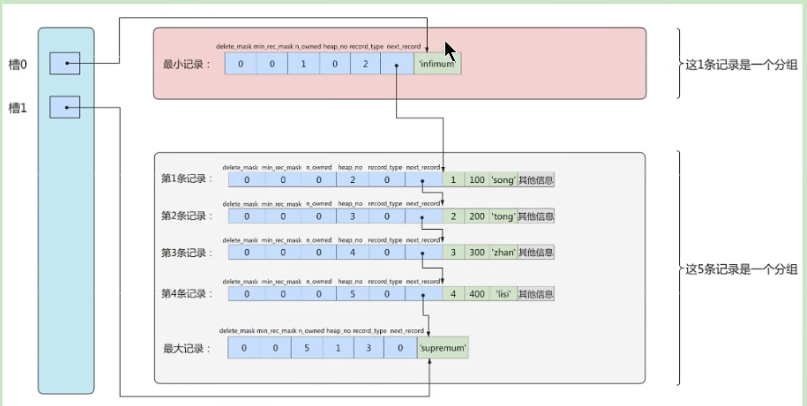 delete_mask min_rec_mask n_owned heap_no record_type next_record
槽0
最小记录： 0 0 1 0 2 'infimum'
这1条记录是一个分组
槽1
delete_mask min_rec_mask n_owned heap_no record_type next_record
第1条记录： 0 0 0 2 0 1 100 'song' 其他信息
delete_mask min_rec_mask n_owned heap_no record_type next_record
第2条记录： 0 0 0 3 0 2 200 'tong' 其他信息
delete_mask min_rec_mask n_owned heap_no record_type next_record
第3条记录： 0 0 0 4 0 3 300 'zhan' 其他信息
这5条记录是一个分组
delete_mask min_rec_mask n_owned heap_no record_type next_record
第4条记录： 0 0 0 5 0 4 400 'lisi' 其他信息
delete_mask min_rec_mask n_owned heap_no record_type next_record
最大记录： 0 0 5 1 3 0 'supremum'